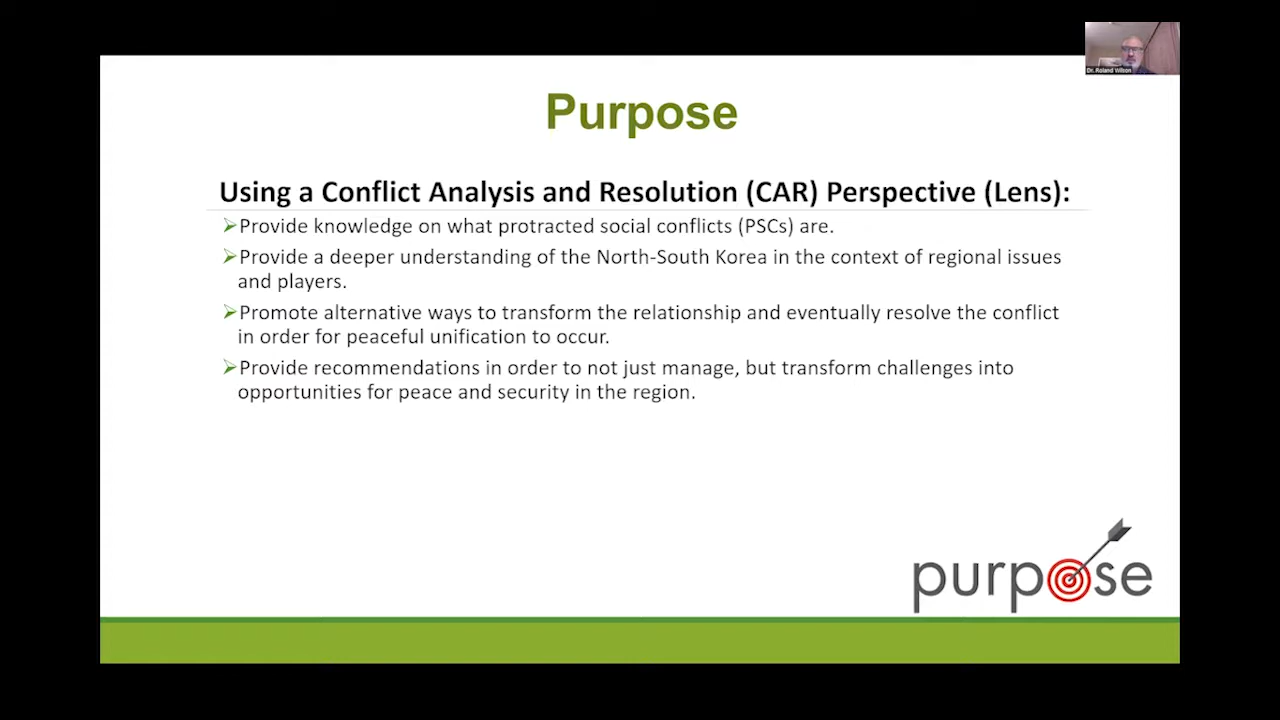 Dr. Roland Wilson
Purpose
Using a Conflict Analysis and Resolution (CAR) Perspective (Lens):
Provide knowledge on what protracted social conflicts (PSCs) are.
Provide a deeper understanding of the North-South Korea in the context of regional issues
and players.
Promote alternative ways to transform the relationship and eventually resolve the conflict
in order for peaceful unification to occur.
Provide recommendations in order to not just manage, but transform challenges into
opportunities for peace and security in the region.
purpose